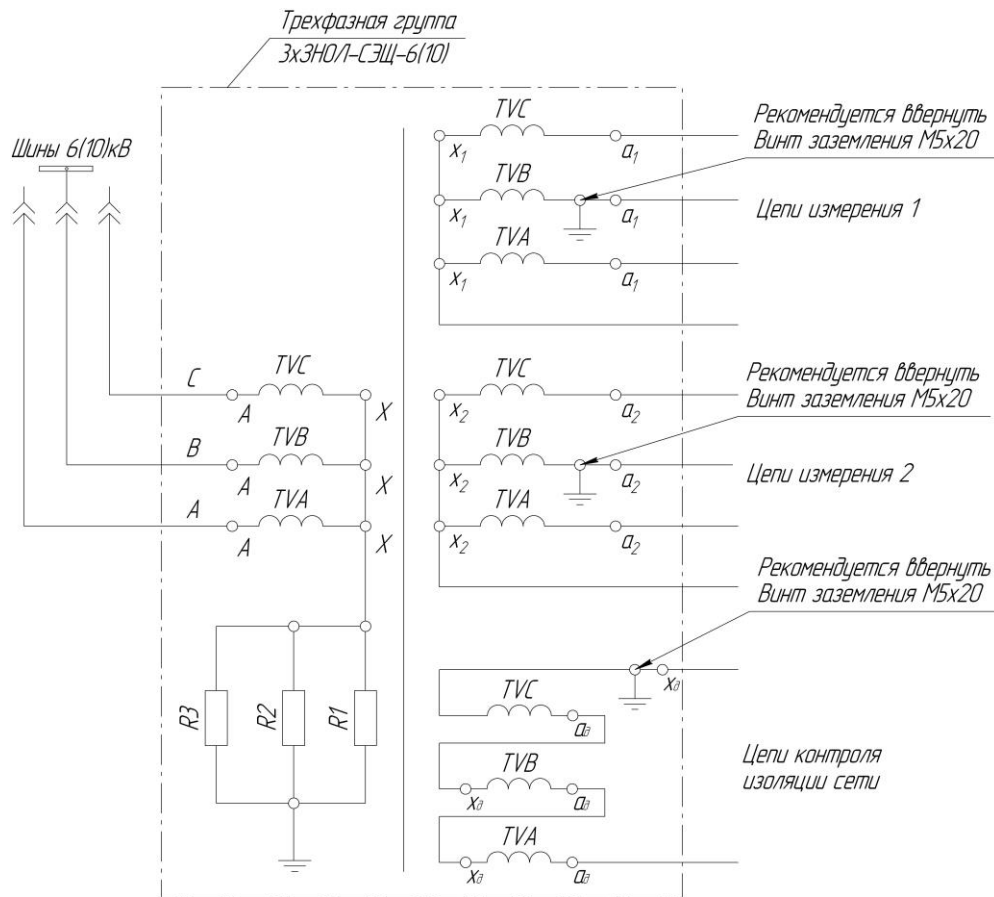 Трехфазная группа
3х3НОЛ-СЭЩ-6(10)
Шины 6(10)кВ
TVC
x₁
a₁
Рекомендуется ввернуть
Винт заземления М5х20
TVB
x₁
a₁
Цепи измерения 1
TVA
x₁
a₁
C
TVC
A
X
B
TVB
A
X
A
TVA
A
X
TVC
x₂
a₂
Рекомендуется ввернуть
Винт заземления М5х20
TVB
x₂
a₂
Цепи измерения 2
TVA
x₂
a₂
Рекомендуется ввернуть
Винт заземления М5х20
R3
R2
R1
xд
TVC
aд
TVB
xд
aд
Цепи контроля
изоляции сети
TVA
xд
aд